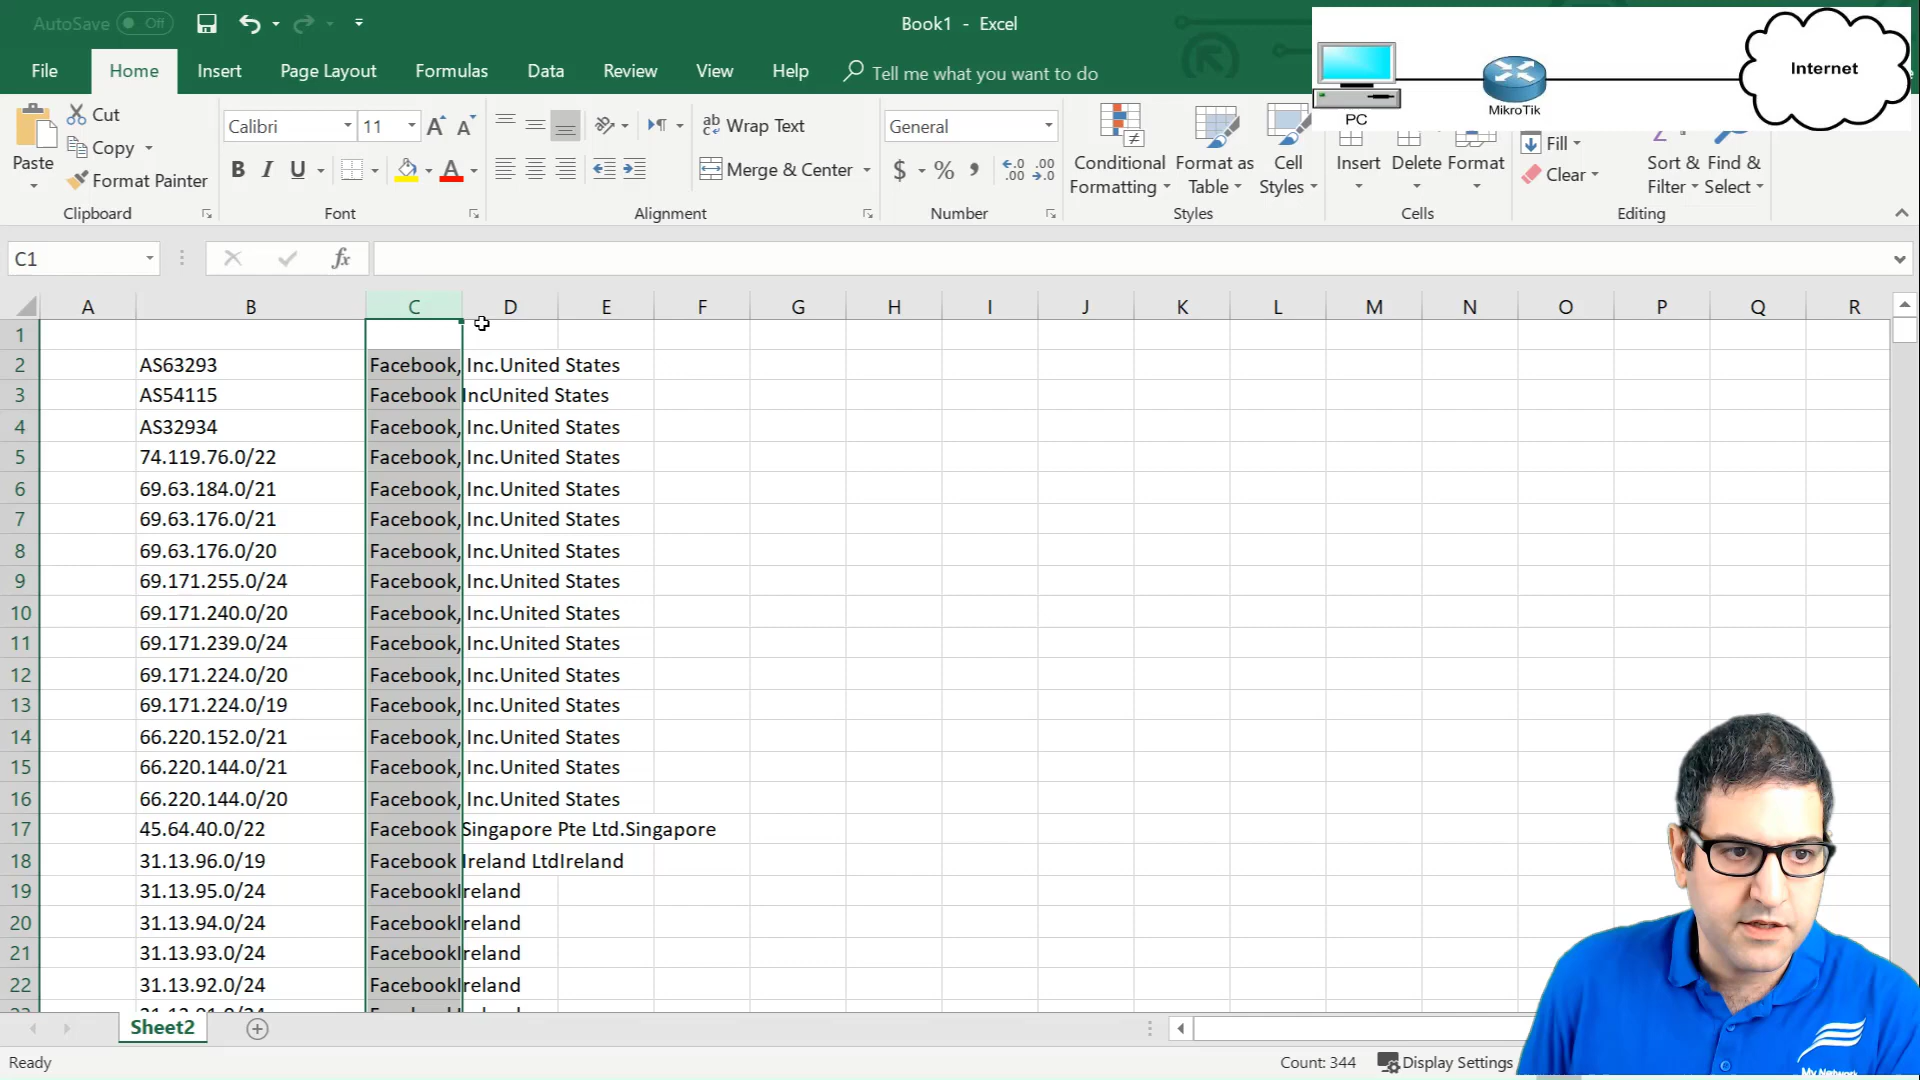 AutoSave Off
Book1 - Excel
File Home Insert Page Layout Formulas Data Review View Help Tell me what you want to do
Internet
PC
MikroTik
Paste
Cut
Copy
Format Painter
Clipboard
Calibri 11
A A
B I U A
Font
ab Wrap Text
Merge & Center
Alignment
General
$ % , .00 .00
Number
Conditional Formatting
Format as Table
Cell Styles
Styles
Insert Delete Format
Cells
Fill
Clear
Sort & Filter
Find & Select
Editing
C1 fx
A B C D E F G H I J K L M N O P Q R
1
2 AS63293 Facebook, Inc.United States
3 AS54115 Facebook IncUnited States
4 AS32934 Facebook, Inc.United States
5 74.119.76.0/22 Facebook, Inc.United States
6 69.63.184.0/21 Facebook, Inc.United States
7 69.63.176.0/21 Facebook, Inc.United States
8 69.63.176.0/20 Facebook, Inc.United States
9 69.171.255.0/24 Facebook, Inc.United States
10 69.171.240.0/20 Facebook, Inc.United States
11 69.171.239.0/24 Facebook, Inc.United States
12 69.171.224.0/20 Facebook, Inc.United States
13 69.171.224.0/19 Facebook, Inc.United States
14 66.220.152.0/21 Facebook, Inc.United States
15 66.220.144.0/21 Facebook, Inc.United States
16 66.220.144.0/20 Facebook, Inc.United States
17 45.64.40.0/22 Facebook Singapore Pte Ltd.Singapore
18 31.13.96.0/19 Facebook Ireland LtdIreland
19 31.13.95.0/24 FacebookIreland
20 31.13.94.0/24 FacebookIreland
21 31.13.93.0/24 FacebookIreland
22 31.13.92.0/24 FacebookIreland
Sheet2
Ready
Count: 344 Display Settings
My Network